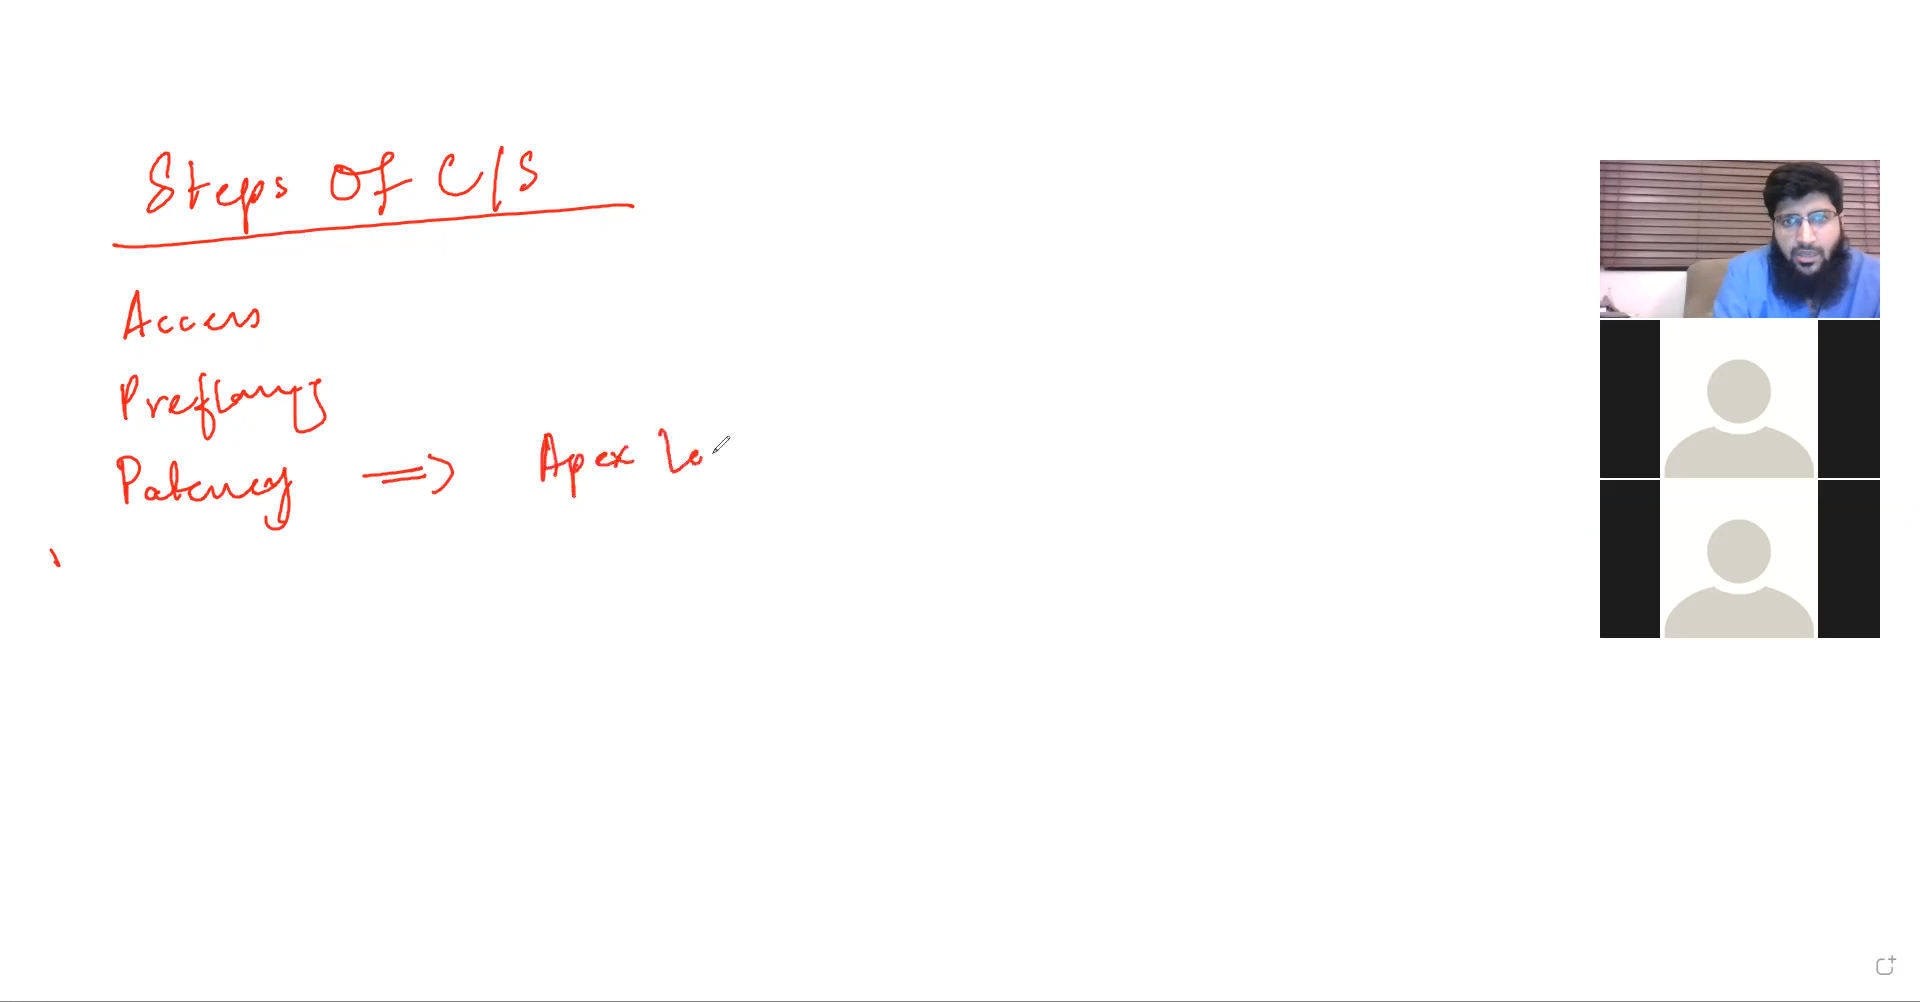 Steps Of C/S
Access
Preflaring
Patency => Apex Lo